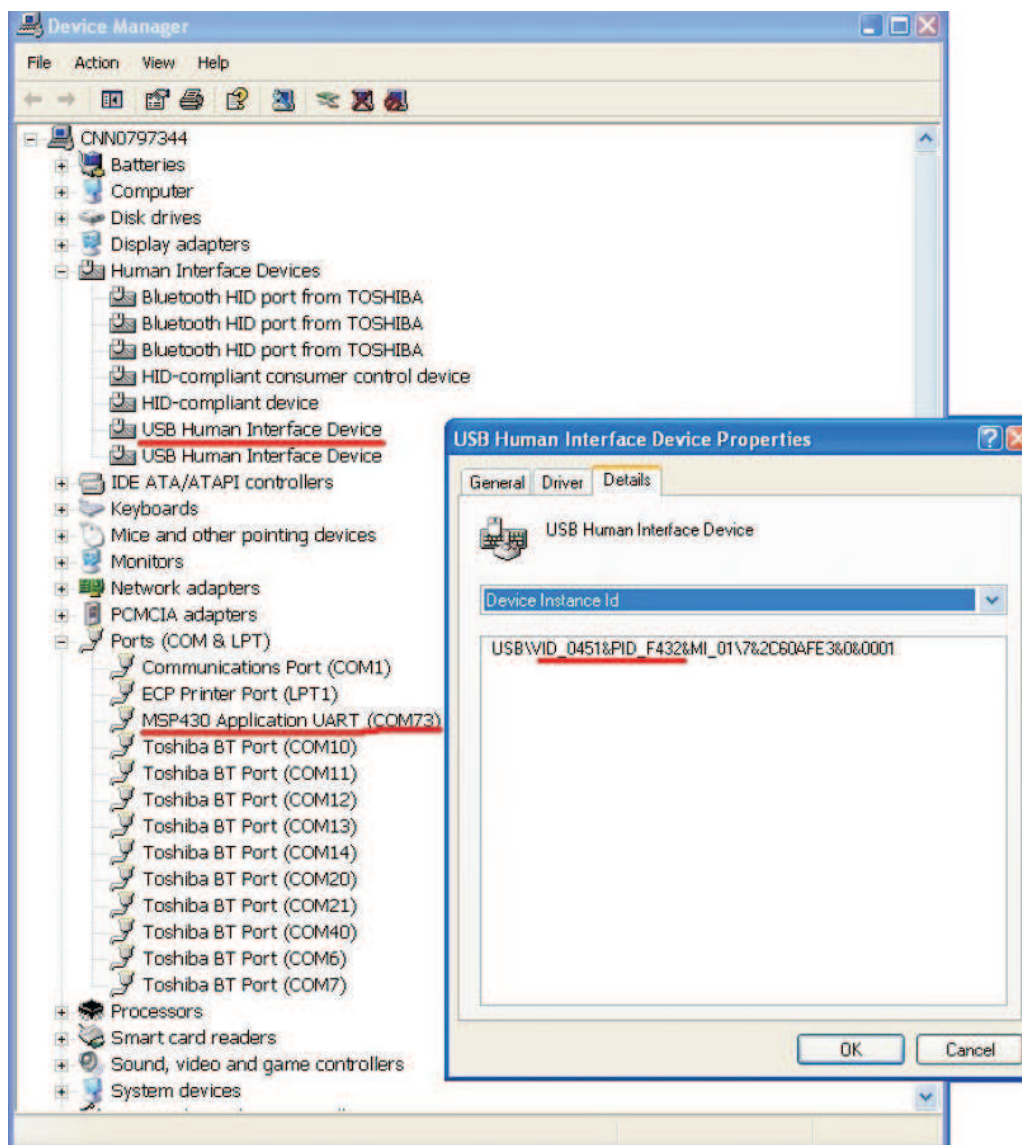 Device Manager
File Action View Help
CNN0797344
Batteries
Computer
Disk drives
Display adapters
Human Interface Devices
Bluetooth HID port from TOSHIBA
Bluetooth HID port from TOSHIBA
Bluetooth HID port from TOSHIBA
HID-compliant consumer control device
HID-compliant device
USB Human Interface Device
USB Human Interface Device
IDE ATA/ATAPI controllers
Keyboards
Mice and other pointing devices
Monitors
Network adapters
PCMCIA adapters
Ports (COM & LPT)
Communications Port (COM1)
ECP Printer Port (LPT1)
MSP430 Application UART (COM73)
Toshiba BT Port (COM10)
Toshiba BT Port (COM11)
Toshiba BT Port (COM12)
Toshiba BT Port (COM13)
Toshiba BT Port (COM14)
Toshiba BT Port (COM20)
Toshiba BT Port (COM21)
Toshiba BT Port (COM40)
Toshiba BT Port (COM6)
Toshiba BT Port (COM7)
Processors
Smart card readers
Sound, video and game controllers
System devices
USB Human Interface Device Properties
General Driver Details
USB Human Interface Device
Device Instance Id
USB\VID_0451&PID_F432&MI_01\7&2C60AFE3&0&0001
OK Cancel